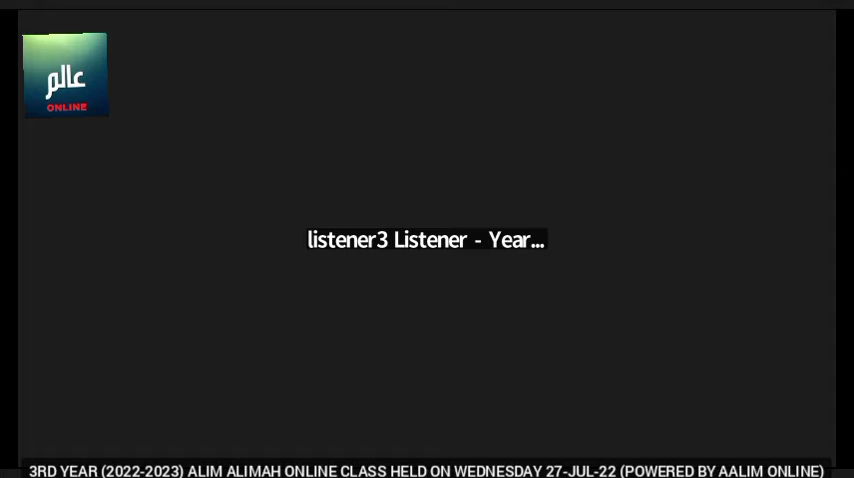 عالم
ONLINE
listener3 Listener - Year...
3RD YEAR (2022-2023) ALIM ALIMAH ONLINE CLASS HELD ON WEDNESDAY 27-JUL-22 (POWERED BY AALIM ONLINE)